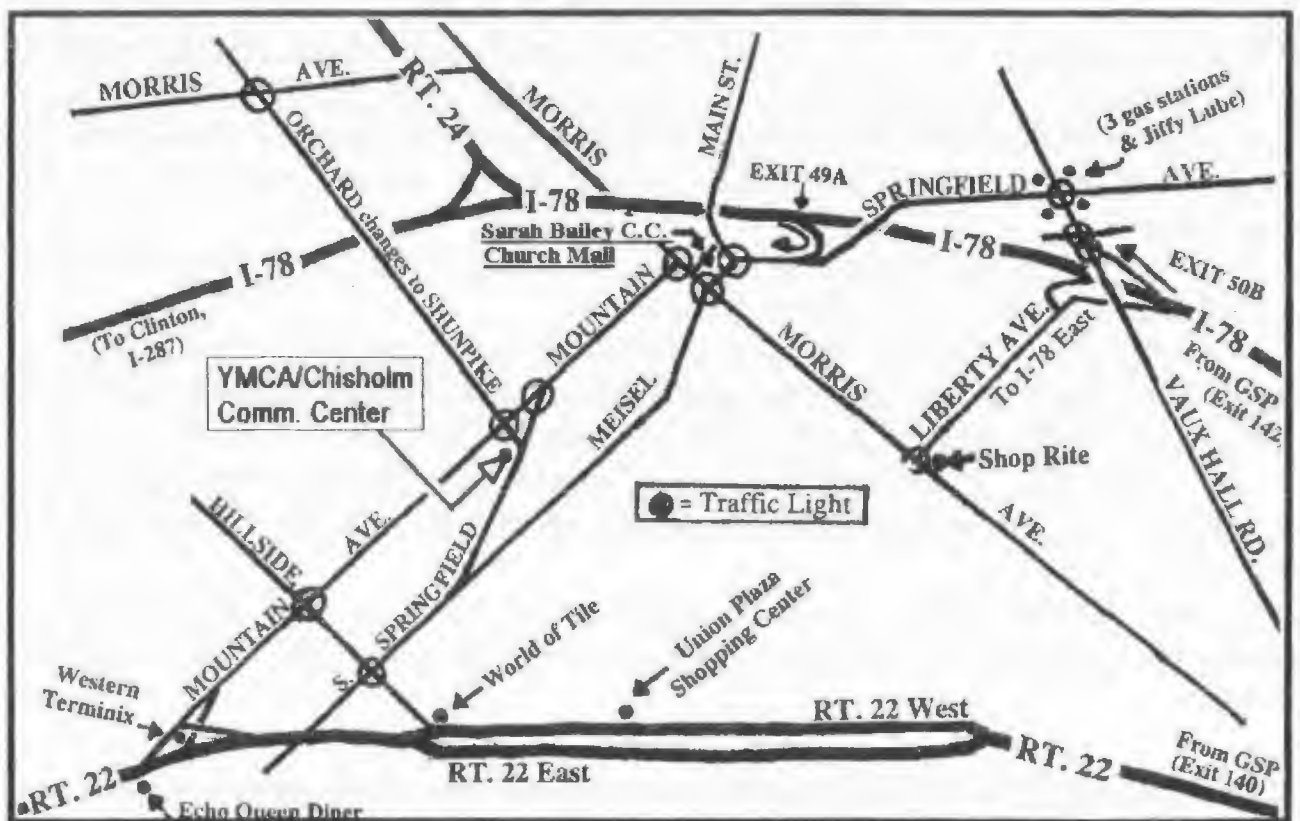 MORRIS AVE.
RT. 24
MORRIS
MAIN ST.
(3 gas stations
& Jiffy Lube)
ORCHARD changes to SHUNPIKE
EXIT 49A
SPRINGFIELD AVE.
I-78
I-78
Sarah Bailey C.C.
Church Mall
I-78
EXIT 50B
(To Clinton,
I-287)
MOUNTAIN
MORRIS
LIBERTY AVE.
To I-78 East
I-78
From GSP
(Exit 142)
YMCA/Chisholm
Comm. Center
MEISEL
VAUX HALL RD.
Shop Rite
= Traffic Light
AVE.
HILLSIDE
AVE.
SPRINGFIELD
MOUNTAIN
S.
World of Tile
Union Plaza
Shopping Center
Western
Terminix
RT. 22 West
RT. 22 East
RT. 22
From GSP
(Exit 140)
RT. 22
Echo Queen Diner